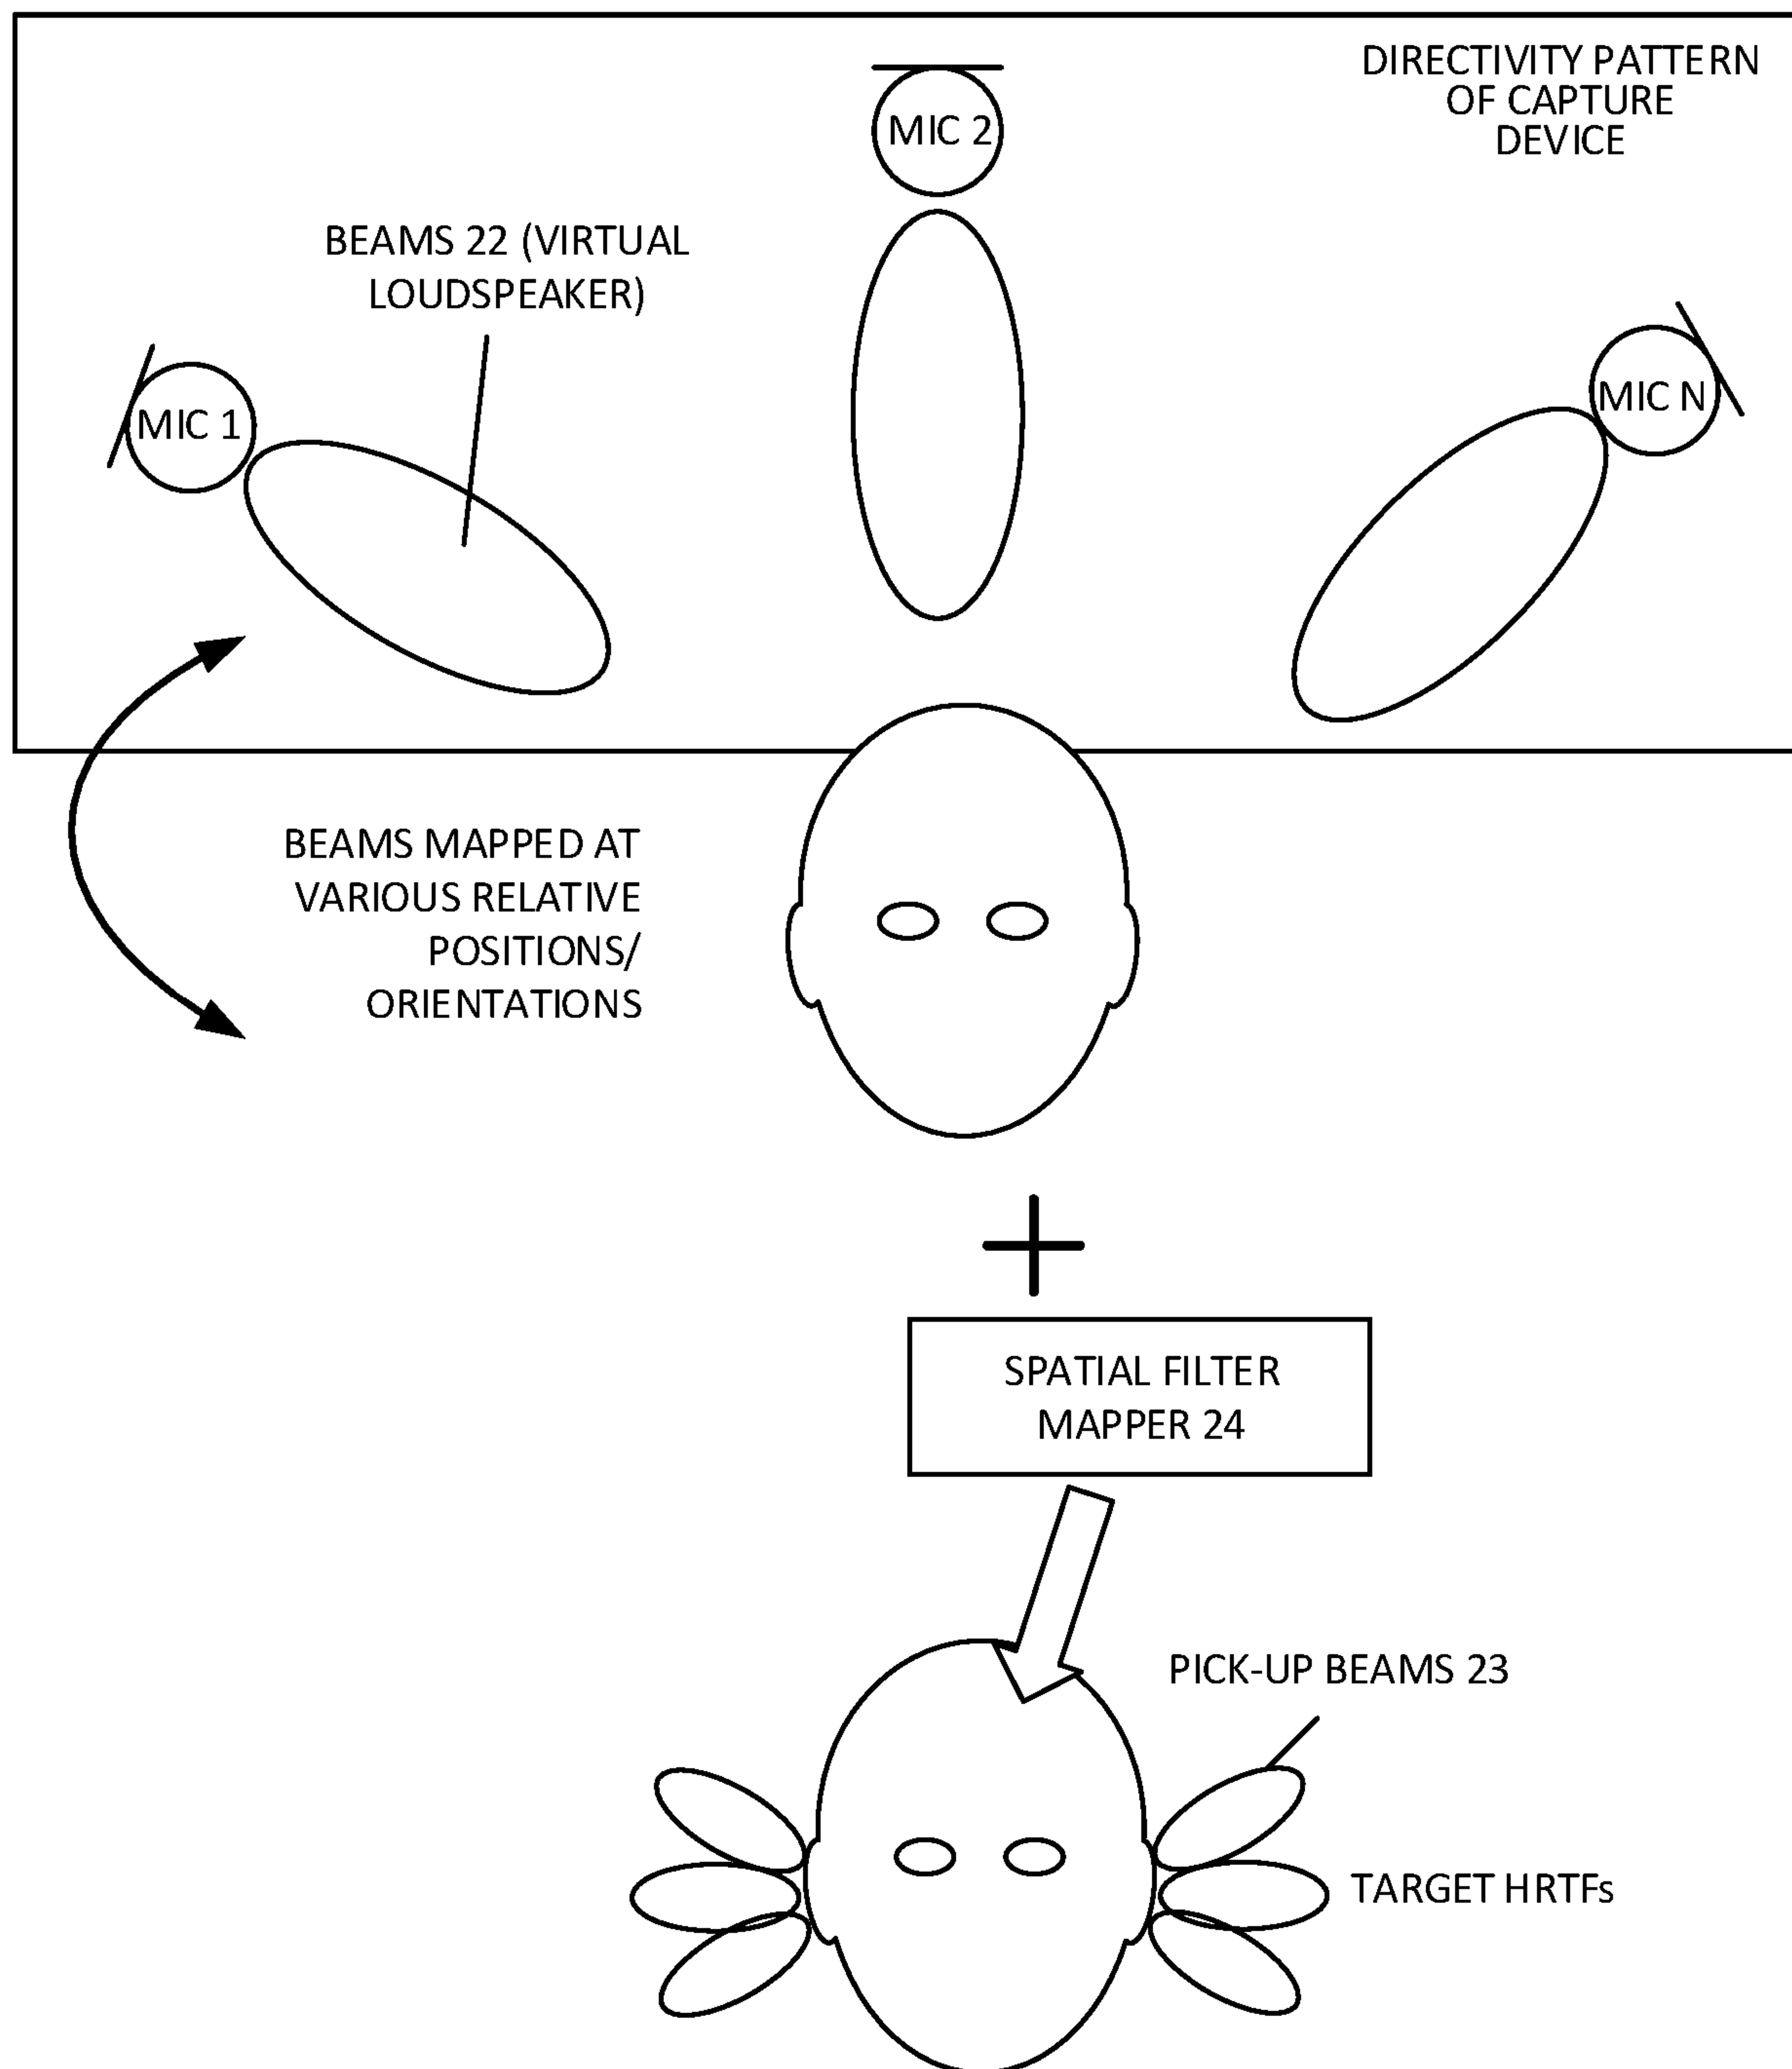 DIRECTIVITY PATTERN
OF CAPTURE
DEVICE
MIC 2
BEAMS 22 (VIRTUAL
LOUDSPEAKER)
MIC 1
MIC N
BEAMS MAPPED AT
VARIOUS RELATIVE
POSITIONS/
ORIENTATIONS
SPATIAL FILTER
MAPPER 24
PICK-UP BEAMS 23
TARGET HRTFs